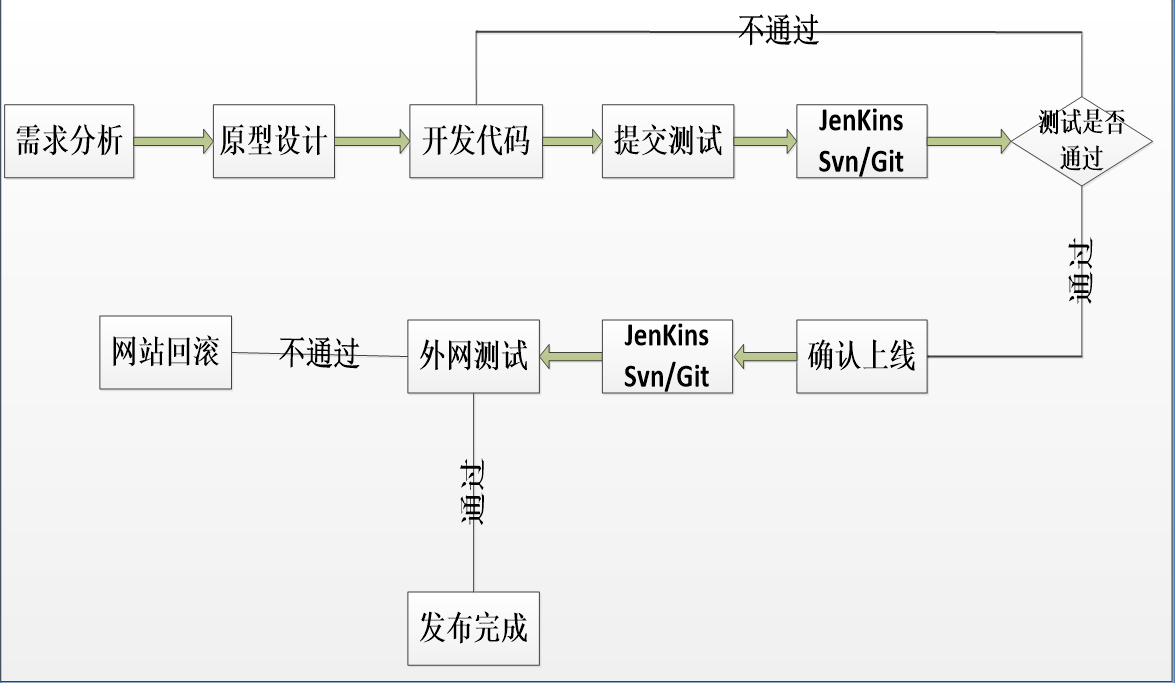 不通过
需求分析
原型设计
开发代码
提交测试
JenKins
Svn/Git
测试是否
通过
通过
网站回滚
不通过
外网测试
JenKins
Svn/Git
确认上线
通过
发布完成